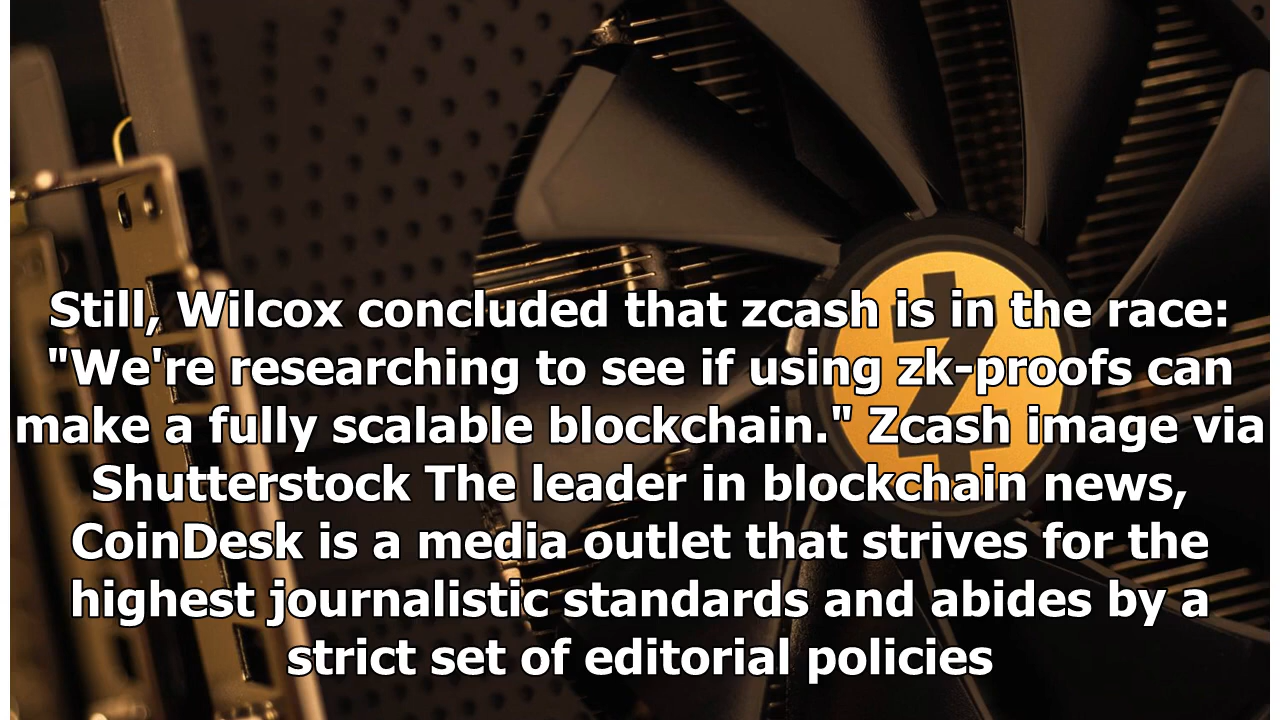 Still, Wilcox concluded that zcash is in the race:
"We're researching to see if using zk-proofs can
make a fully scalable blockchain." Zcash image via
Shutterstock The leader in blockchain news,
CoinDesk is a media outlet that strives for the
highest journalistic standards and abides by a
strict set of editorial policies